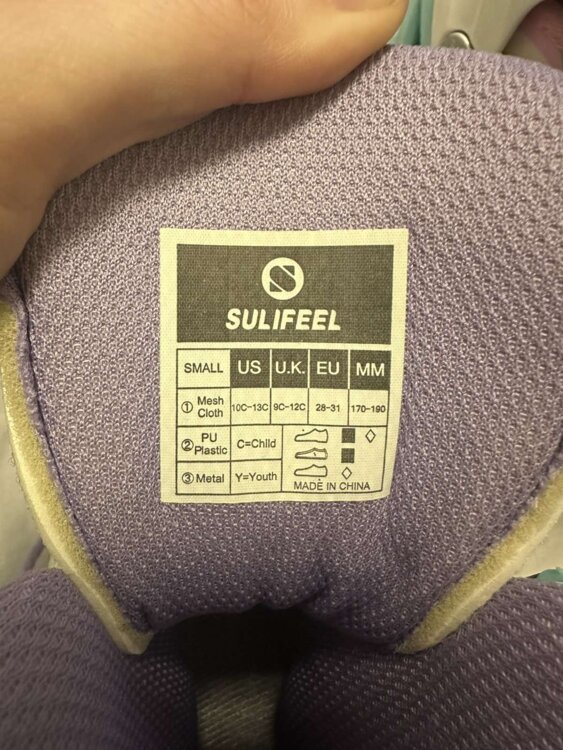 SULIFEEL
SMALL US U.K. EU MM
① Mesh Cloth 10C-13C 9C-12C 28-31 170-190
② PU Plastic C=Child
③ Metal Y=Youth
MADE IN CHINA